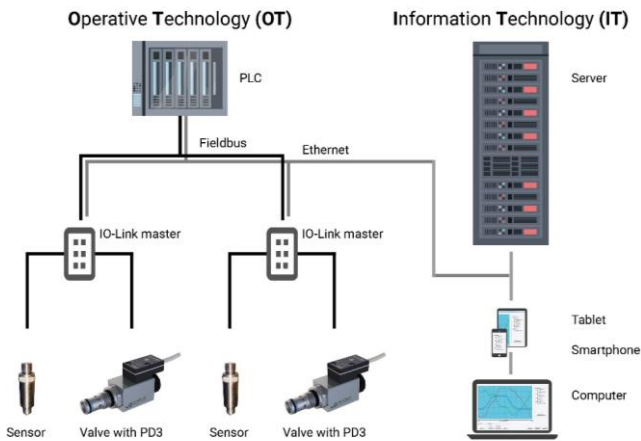 Operative Technology (OT)
Information Technology (IT)
PLC
Server
Fieldbus
Ethernet
IO-Link master
IO-Link master
Tablet
Smartphone
Computer
Sensor
Valve with PD3
Sensor
Valve with PD3